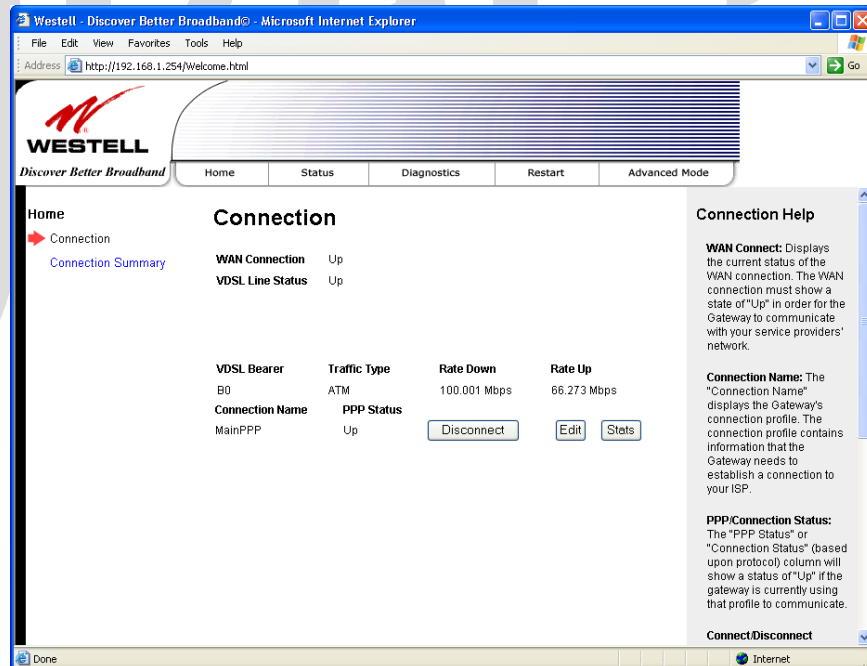 Westell - Discover Better Broadband© - Microsoft Internet Explorer
File Edit View Favorites Tools Help
Address http://192.168.1.254/Welcome.html Go
WESTELL
Discover Better Broadband
Home Status Diagnostics Restart Advanced Mode
Home
Connection
Connection Summary
Connection
WAN Connection Up
VDSL Line Status Up
VDSL Bearer Traffic Type Rate Down Rate Up
B0 ATM 100.001 Mbps 66.273 Mbps
Connection Name PPP Status
MainPPP Up Disconnect Edit Stats
Connection Help
WAN Connect: Displays
the current status of the
WAN connection. The WAN
connection must show a
state of "Up" in order for the
Gateway to communicate
with your service providers'
network.
Connection Name: The
"Connection Name"
displays the Gateway's
connection profile. The
connection profile contains
information that the
Gateway needs to
establish a connection to
your ISP.
PPP/Connection Status:
The "PPP Status" or
"Connection Status" (based
upon protocol) column will
show a status of "Up" if the
gateway is currently using
that profile to communicate.
Connect/Disconnect
Done Internet